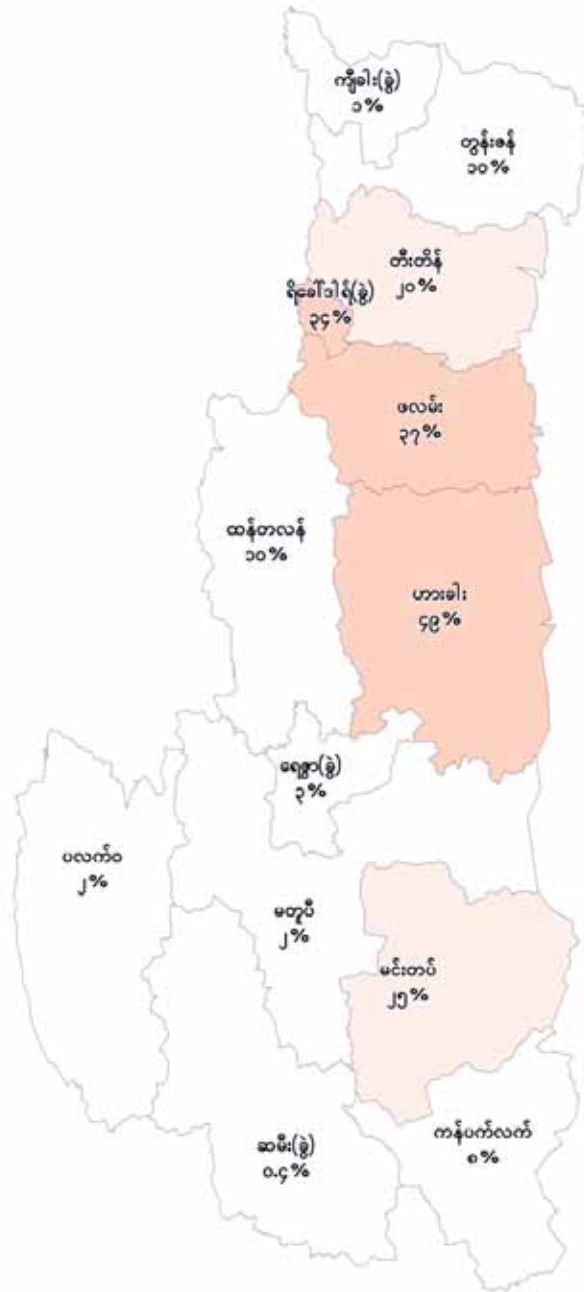 ကျီခါး(ခွဲ)
၁%
တွန်းဇန်
၁၀%
တီးတိန်
၂၀%
ရိခေါ်ဒါရ်(ခွဲ)
၃၄%
ဖလမ်း
၃၇%
ထန်တလန်
၁၀%
ဟားခါး
၄၉%
ရေဇွာ(ခွဲ)
၃%
ပလက်ဝ
၂%
မတူပီ
၂%
မင်းတပ်
၂၅%
ကန်ပက်လက်
၈%
ဆမီး(ခွဲ)
၀.၄%